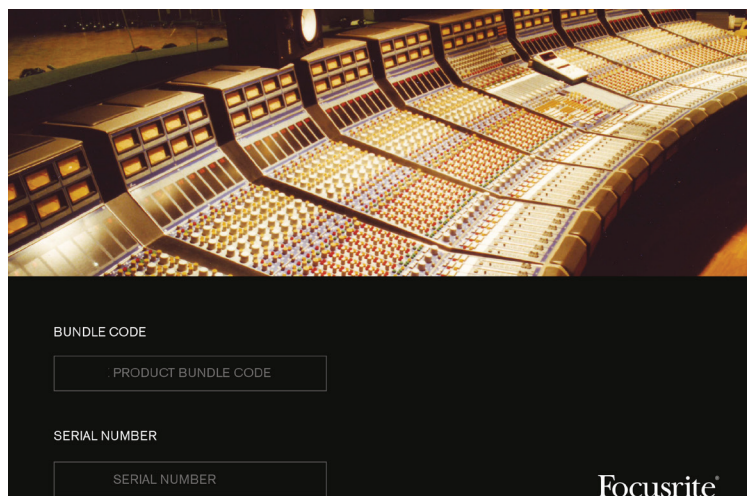 BUNDLE CODE
PRODUCT BUNDLE CODE
SERIAL NUMBER
SERIAL NUMBER
Focusrite®